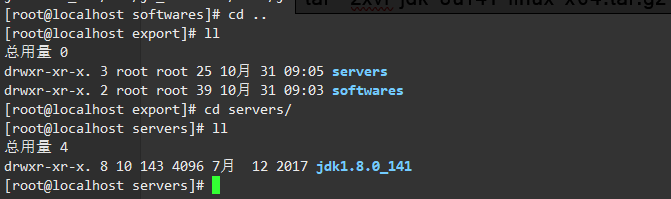 tar -zxvf jdk-8u141-linux-x64.tar.gz
[root@localhost softwares]# cd ..
[root@localhost export]# ll
总用量 0
drwxr-xr-x. 3 root root 25 10月 31 09:05 servers
drwxr-xr-x. 2 root root 39 10月 31 09:03 softwares
[root@localhost export]# cd servers/
[root@localhost servers]# ll
总用量 4
drwxr-xr-x. 8 10 143 4096 7月  12 2017 jdk1.8.0_141
[root@localhost servers]#